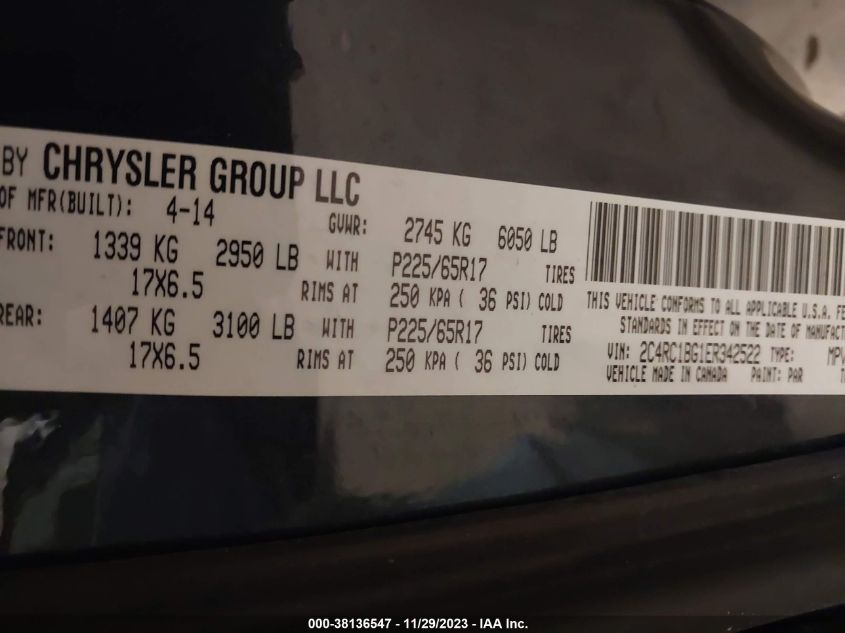 BY CHRYSLER GROUP LLC
OF MFR(BUILT): 4-14 GVWR: 2745 KG 6050 LB
FRONT: 1339 KG 2950 LB WITH P225/65R17 TIRES
17X6.5 RIMS AT 250 KPA ( 36 PSI) COLD
REAR: 1407 KG 3100 LB WITH P225/65R17 TIRES
17X6.5 RIMS AT 250 KPA ( 36 PSI) COLD
THIS VEHICLE CONFORMS TO ALL APPLICABLE U.S.A. FE
STANDARDS IN EFFECT ON THE DATE OF MANUFACT
VIN: 2C4RC1BG1ER342522 TYPE: MPV
VEHICLE MADE IN CANADA PAINT: PAR
000-38136547 - 11/29/2023 - IAA Inc.